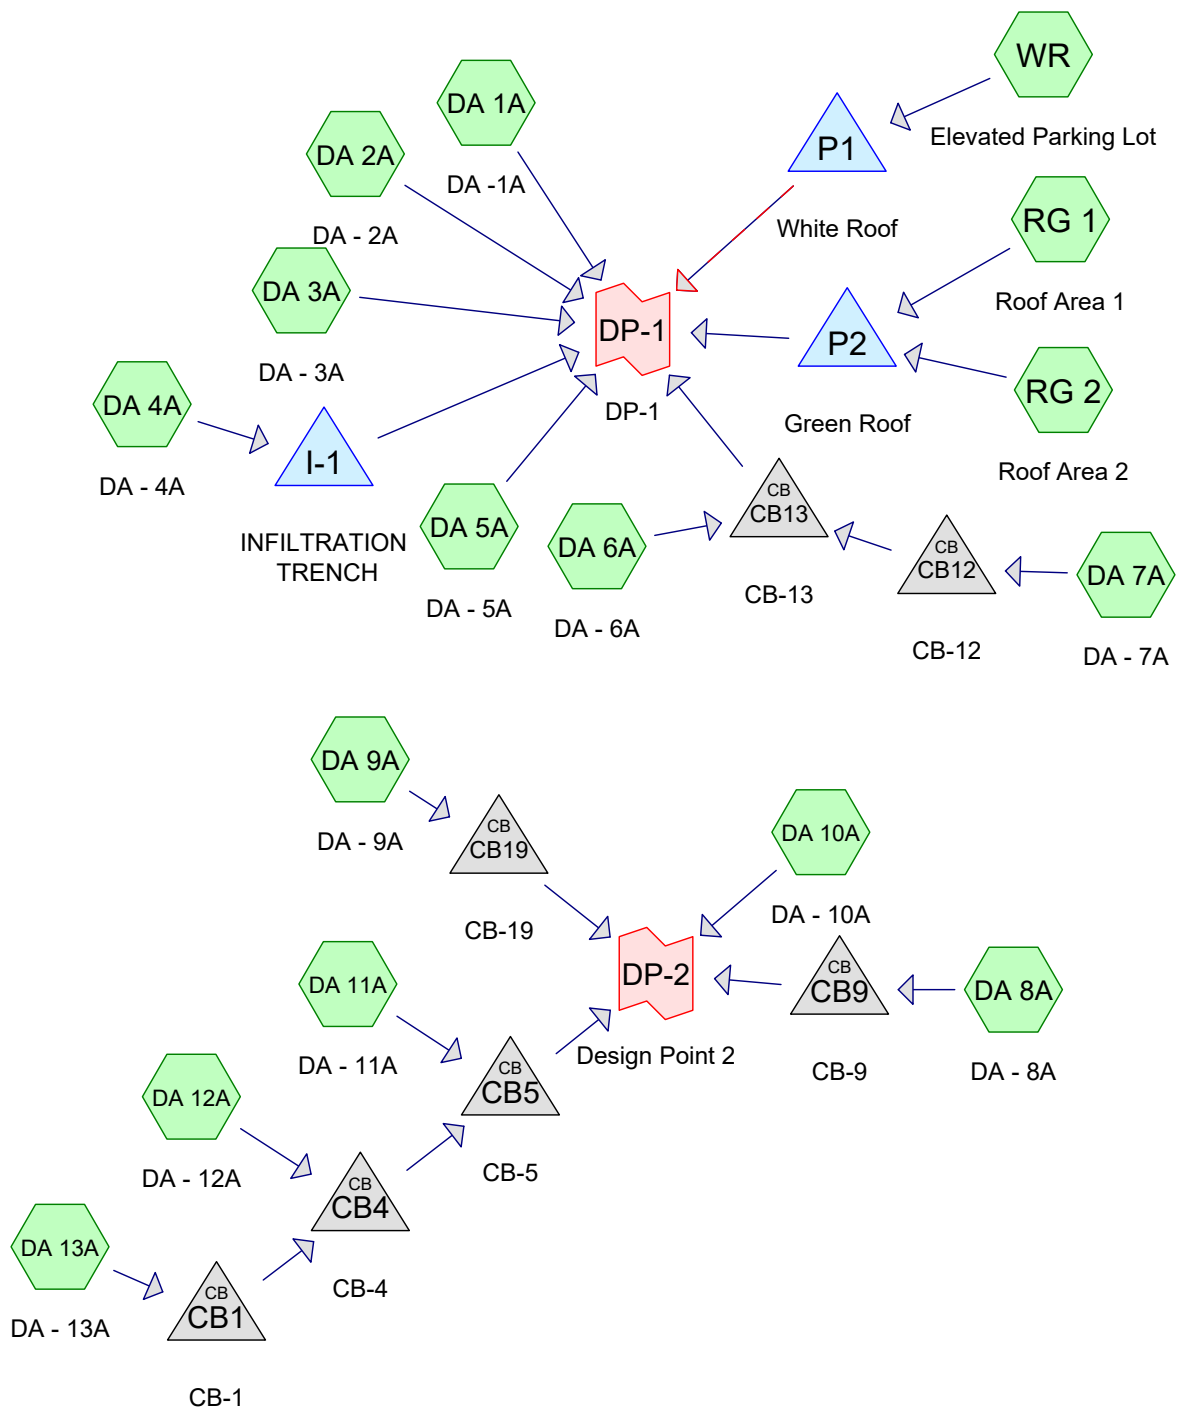 WR
Elevated Parking Lot
DA 1A
DA -1A
DA 2A
DA - 2A
P1
White Roof
RG 1
Roof Area 1
DA 3A
DA - 3A
DP-1
DP-1
P2
Green Roof
RG 2
Roof Area 2
DA 4A
DA - 4A
I-1
INFILTRATION
TRENCH
DA 5A
DA - 5A
DA 6A
DA - 6A
CB
CB13
CB-13
CB
CB12
CB-12
DA 7A
DA - 7A
DA 9A
DA - 9A
CB
CB19
CB-19
DA 10A
DA - 10A
DP-2
Design Point 2
CB
CB9
CB-9
DA 8A
DA - 8A
DA 11A
DA - 11A
CB
CB5
CB-5
DA 12A
DA - 12A
CB
CB4
CB-4
DA 13A
DA - 13A
CB
CB1
CB-1